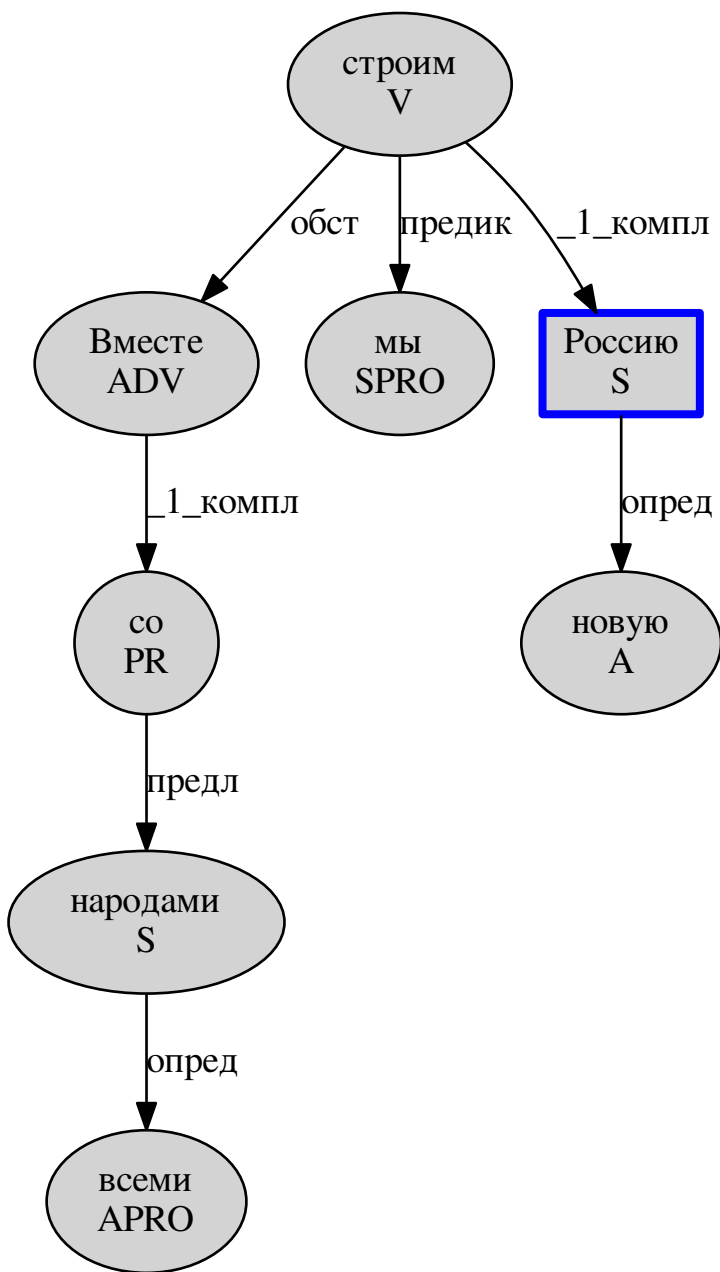 строим
V
обст
предик
_1_компл
Вместе
ADV
мы
SPRO
Россию
S
_1_компл
опред
со
PR
новую
A
предл
народами
S
опред
всеми
APRO